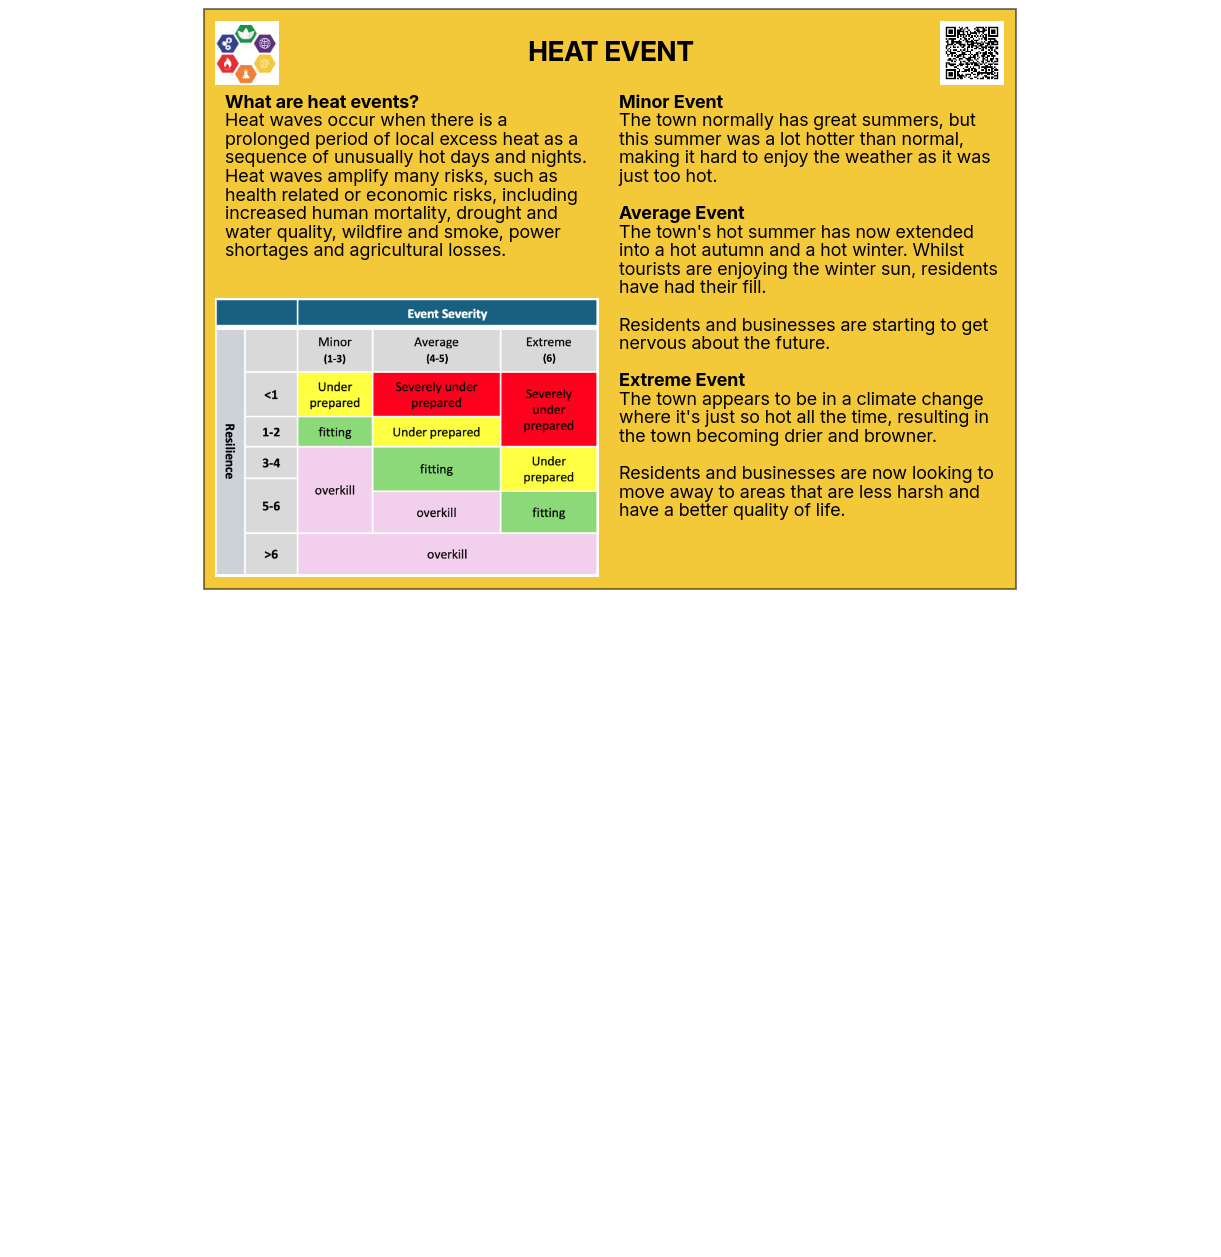 HEAT EVENT
What are heat events?
Heat waves occur when there is a
prolonged period of local excess heat as a
sequence of unusually hot days and nights.
Heat waves amplify many risks, such as
health related or economic risks, including
increased human mortality, drought and
water quality, wildfire and smoke, power
shortages and agricultural losses.
Event Severity
Minor
(1-3)
Average
(4-5)
Extreme
(6)
Resilience
<1
Under
prepared
Severely under
prepared
Severely
under
prepared
1-2
fitting
Under prepared
3-4
overkill
fitting
Under
prepared
5-6
overkill
fitting
>6
overkill
Minor Event
The town normally has great summers, but
this summer was a lot hotter than normal,
making it hard to enjoy the weather as it was
just too hot.
Average Event
The town's hot summer has now extended
into a hot autumn and a hot winter. Whilst
tourists are enjoying the winter sun, residents
have had their fill.
Residents and businesses are starting to get
nervous about the future.
Extreme Event
The town appears to be in a climate change
where it's just so hot all the time, resulting in
the town becoming drier and browner.
Residents and businesses are now looking to
move away to areas that are less harsh and
have a better quality of life.